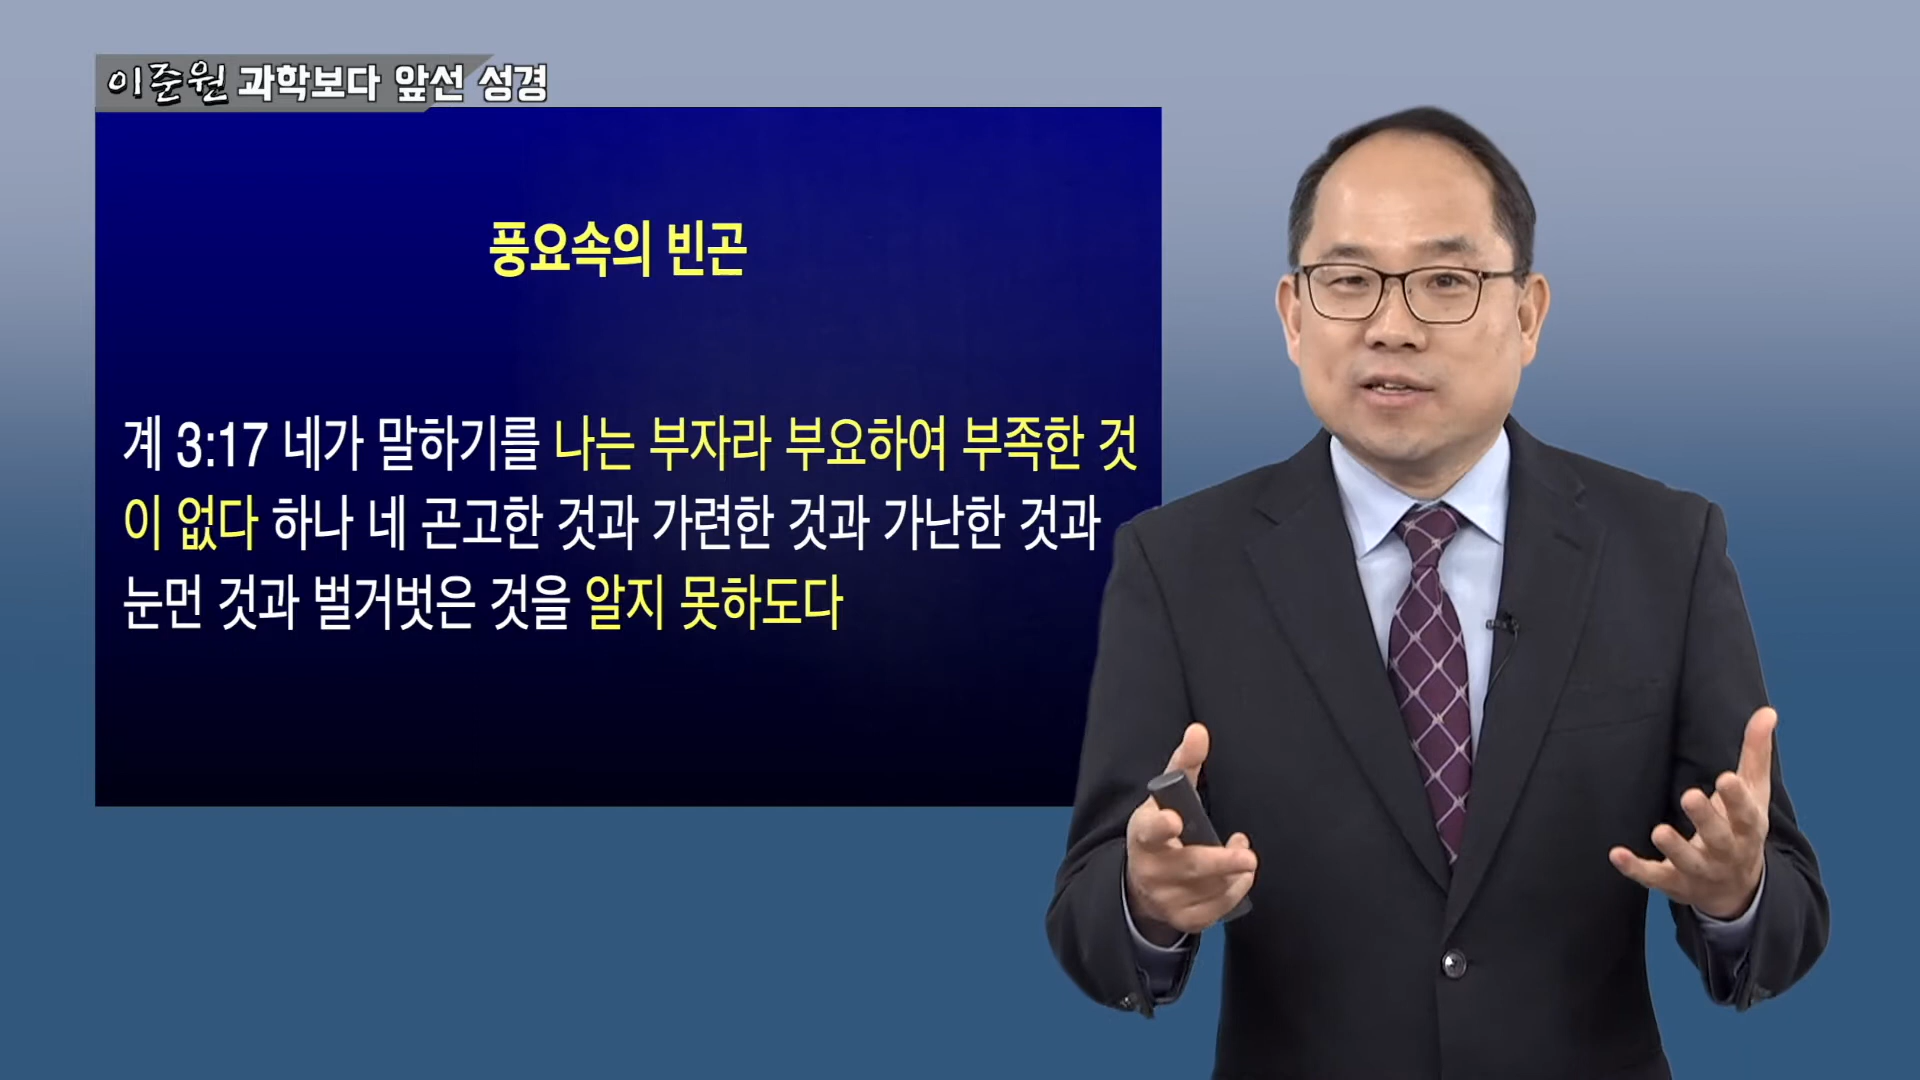 이준원 과학보다 앞선 성경
풍요속의 빈곤
계 3:17 네가 말하기를 나는 부자라 부요하여 부족한 것
이 없다 하나 네 곤고한 것과 가련한 것과 가난한 것과
눈먼 것과 벌거벗은 것을 알지 못하도다